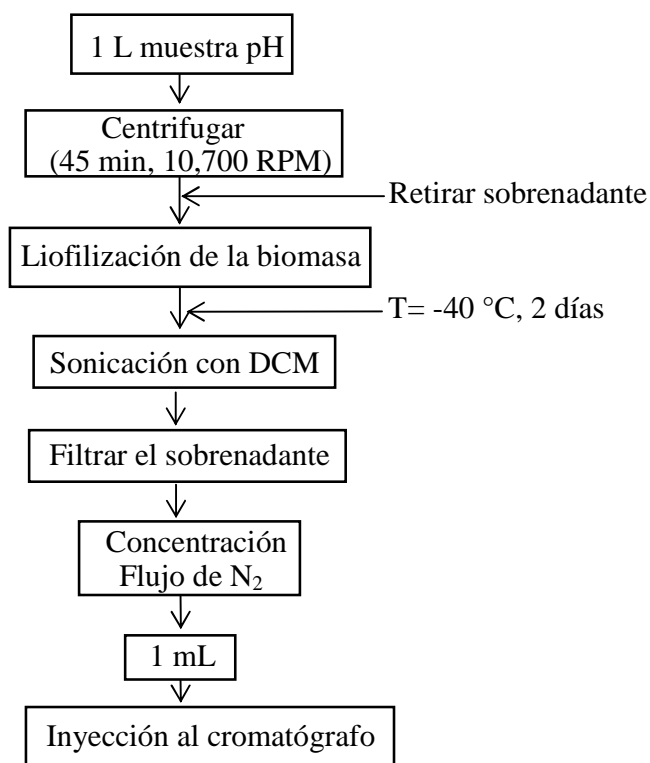 1 L muestra pH
Centrifugar
(45 min, 10,700 RPM)
Retirar sobrenadante
Liofilización de la biomasa
T= -40 °C, 2 días
Sonicación con DCM
Filtrar el sobrenadante
Concentración
Flujo de N₂
1 mL
Inyección al cromatógrafo